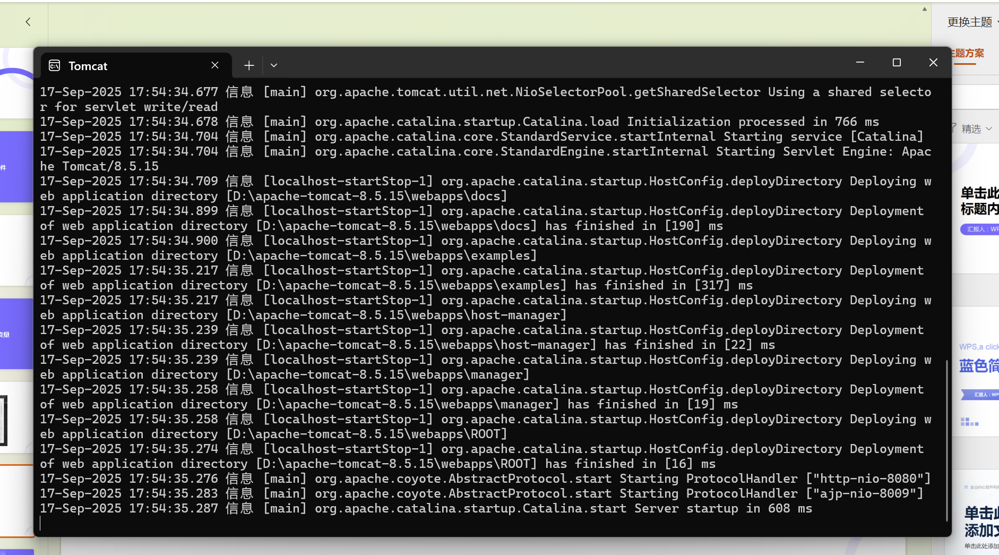 更换主题
主题方案
Tomcat
17-Sep-2025 17:54:34.677 信息 [main] org.apache.tomcat.util.net.NioSelectorPool.getSharedSelector Using a shared selecto
r for servlet write/read
17-Sep-2025 17:54:34.678 信息 [main] org.apache.catalina.startup.Catalina.load Initialization processed in 766 ms
17-Sep-2025 17:54:34.704 信息 [main] org.apache.catalina.core.StandardService.startInternal Starting service [Catalina]
17-Sep-2025 17:54:34.704 信息 [main] org.apache.catalina.core.StandardEngine.startInternal Starting Servlet Engine: Apac
he Tomcat/8.5.15
17-Sep-2025 17:54:34.709 信息 [localhost-startStop-1] org.apache.catalina.startup.HostConfig.deployDirectory Deploying w
eb application directory [D:\apache-tomcat-8.5.15\webapps\docs]
17-Sep-2025 17:54:34.899 信息 [localhost-startStop-1] org.apache.catalina.startup.HostConfig.deployDirectory Deployment
of web application directory [D:\apache-tomcat-8.5.15\webapps\docs] has finished in [190] ms
17-Sep-2025 17:54:34.900 信息 [localhost-startStop-1] org.apache.catalina.startup.HostConfig.deployDirectory Deploying w
eb application directory [D:\apache-tomcat-8.5.15\webapps\examples]
17-Sep-2025 17:54:35.217 信息 [localhost-startStop-1] org.apache.catalina.startup.HostConfig.deployDirectory Deployment
of web application directory [D:\apache-tomcat-8.5.15\webapps\examples] has finished in [317] ms
17-Sep-2025 17:54:35.217 信息 [localhost-startStop-1] org.apache.catalina.startup.HostConfig.deployDirectory Deploying w
eb application directory [D:\apache-tomcat-8.5.15\webapps\host-manager]
17-Sep-2025 17:54:35.239 信息 [localhost-startStop-1] org.apache.catalina.startup.HostConfig.deployDirectory Deployment
of web application directory [D:\apache-tomcat-8.5.15\webapps\host-manager] has finished in [22] ms
17-Sep-2025 17:54:35.239 信息 [localhost-startStop-1] org.apache.catalina.startup.HostConfig.deployDirectory Deploying w
eb application directory [D:\apache-tomcat-8.5.15\webapps\manager]
17-Sep-2025 17:54:35.258 信息 [localhost-startStop-1] org.apache.catalina.startup.HostConfig.deployDirectory Deployment
of web application directory [D:\apache-tomcat-8.5.15\webapps\manager] has finished in [19] ms
17-Sep-2025 17:54:35.258 信息 [localhost-startStop-1] org.apache.catalina.startup.HostConfig.deployDirectory Deploying w
eb application directory [D:\apache-tomcat-8.5.15\webapps\ROOT]
17-Sep-2025 17:54:35.274 信息 [localhost-startStop-1] org.apache.catalina.startup.HostConfig.deployDirectory Deployment
of web application directory [D:\apache-tomcat-8.5.15\webapps\ROOT] has finished in [16] ms
17-Sep-2025 17:54:35.276 信息 [main] org.apache.coyote.AbstractProtocol.start Starting ProtocolHandler ["http-nio-8080"]
17-Sep-2025 17:54:35.283 信息 [main] org.apache.coyote.AbstractProtocol.start Starting ProtocolHandler ["ajp-nio-8009"]
17-Sep-2025 17:54:35.287 信息 [main] org.apache.catalina.startup.Catalina.start Server startup in 608 ms
件
变量
精选
单击此
标题内
汇报人：WP
WPS,a click
蓝色简
汇报人：WP
金山办公软件有限
单击此
添加文
单击此处添加